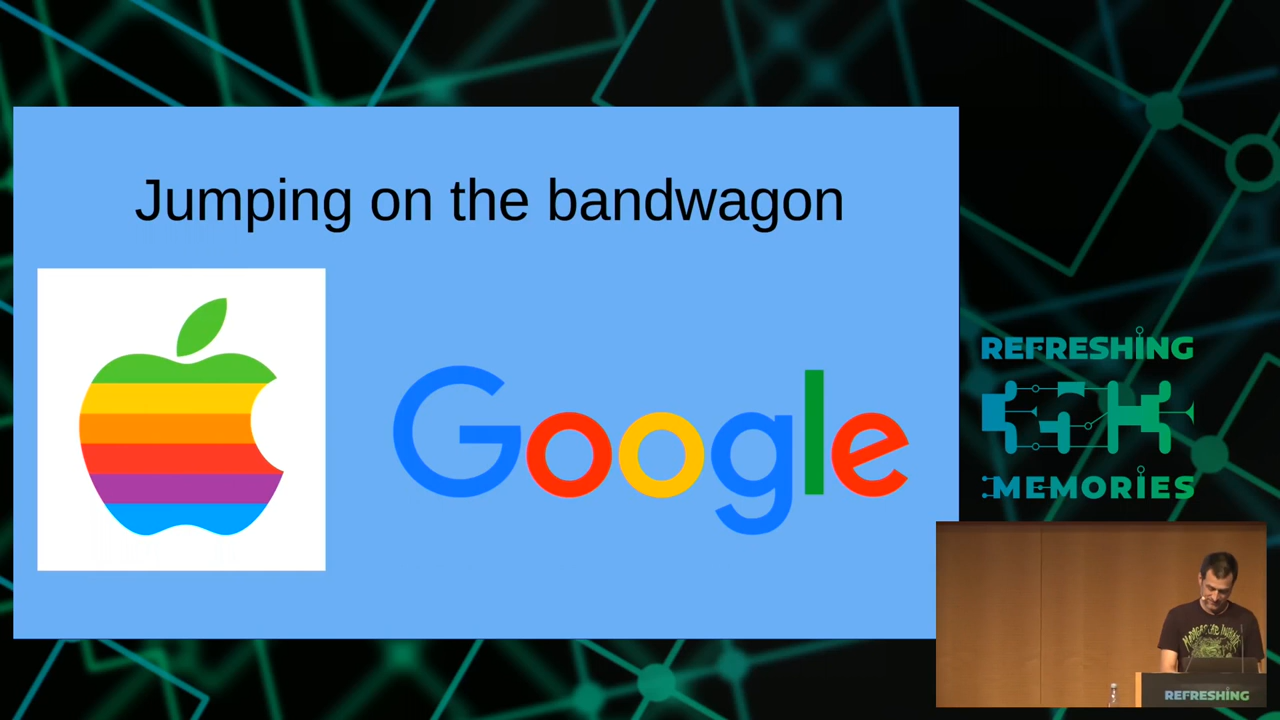 Jumping on the bandwagon
Google
REFRESHING
MEMORIES
REFRESHING